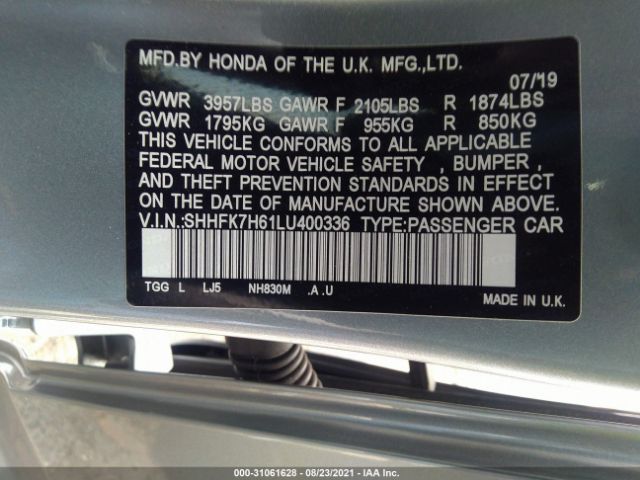 MFD.BY HONDA OF THE U.K. MFG.,LTD.
07/'19
GVWR 3957LBS GAWR F 2105LBS R 1874LBS
GVWR 1795KG GAWR F 955KG R 850KG
THIS VEHICLE CONFORMS TO ALL APPLICABLE
FEDERAL MOTOR VEHICLE SAFETY , BUMPER ,
AND THEFT PREVENTION STANDARDS IN EFFECT
ON THE DATE OF MANUFACTURE SHOWN ABOVE.
V.I.N.:SHHFK7H61LU400336 TYPE:PASSENGER CAR
TGG L LJ5 NH830M .A .U
MADE IN U.K.
000-31061628 - 08/23/2021 - IAA Inc.